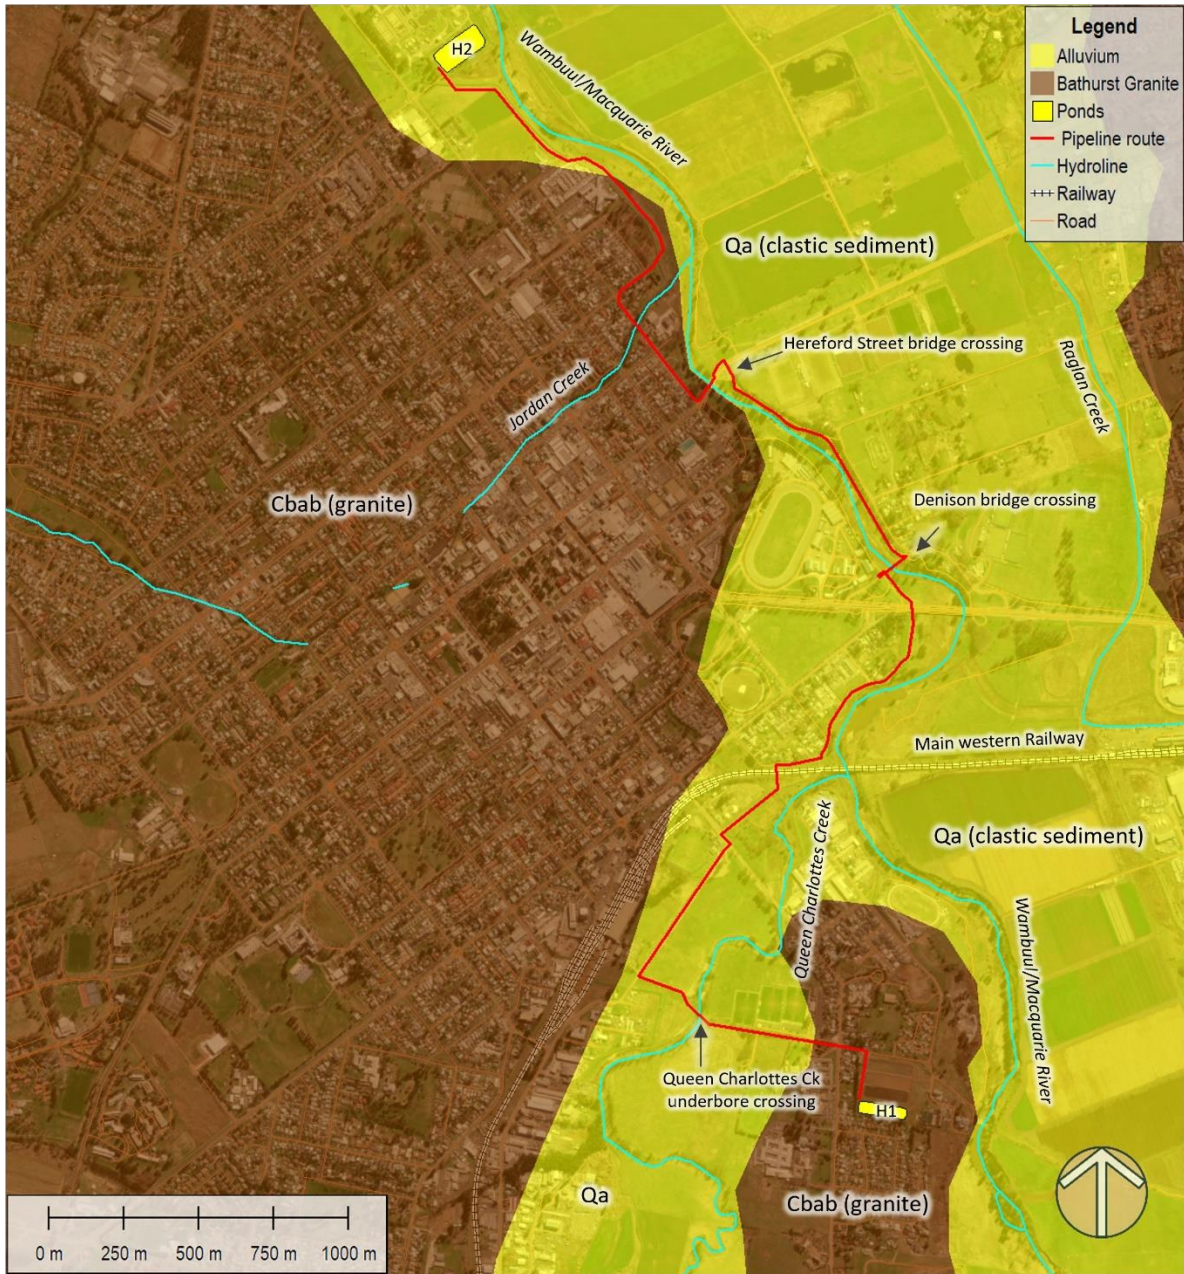 Legend
Alluvium
Bathurst Granite
Ponds
Pipeline route
Hydroline
Railway
Road
H2
Wambuul/Macquarie River
Qa (clastic sediment)
Hereford Street bridge crossing
Raglan Creek
Jordan Creek
Cbab (granite)
Denison bridge crossing
Main western Railway
Queen Charlottes Creek
Qa (clastic sediment)
Wambuul/Macquarie River
Queen Charlottes Ck
underbore crossing
H1
Qa
Cbab (granite)
0 m 250 m 500 m 750 m 1000 m